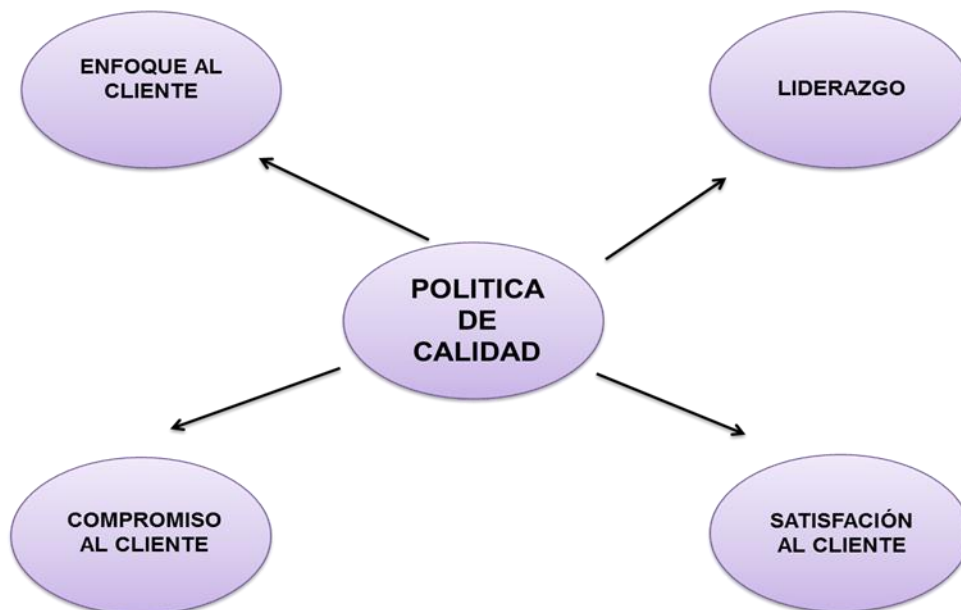 ENFOQUE AL
CLIENTE
LIDERAZGO
POLITICA
DE
CALIDAD
COMPROMISO
AL CLIENTE
SATISFACIÓN
AL CLIENTE